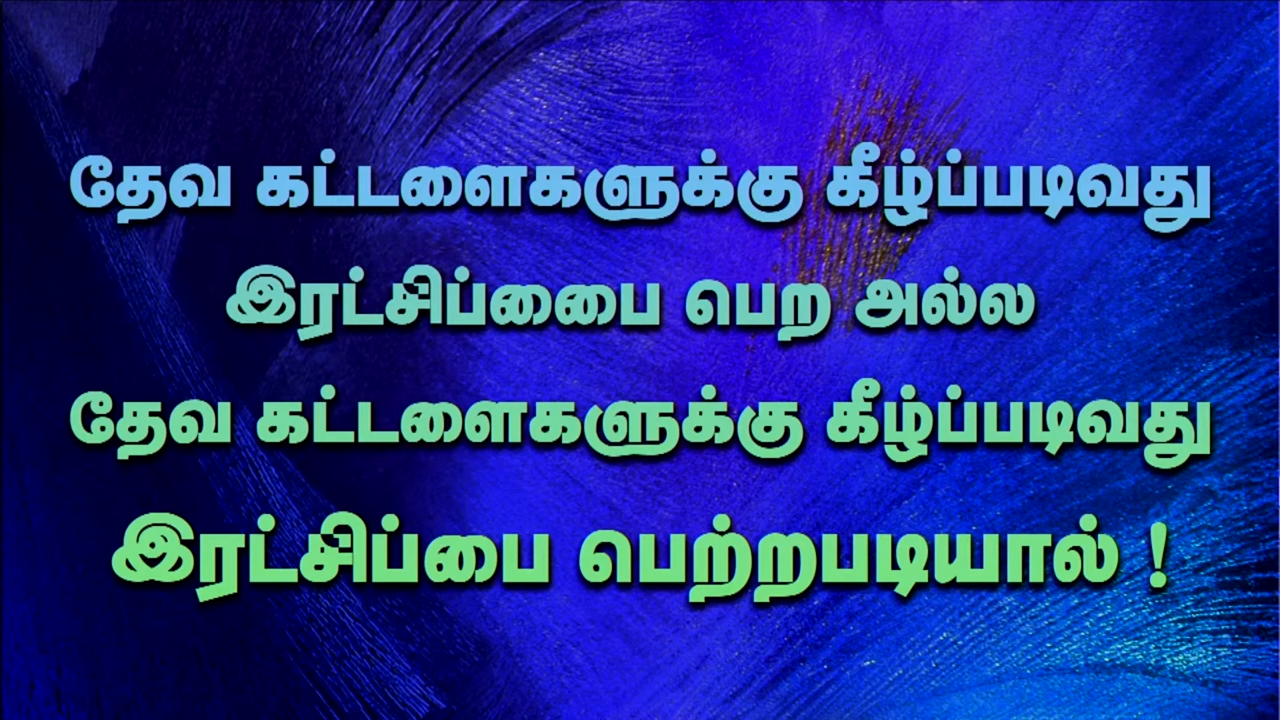 தேவ கட்டளைகளுக்கு கீழ்ப்படிவது
இரட்சிப்பைபை பெற அல்ல
தேவ கட்டளைகளுக்கு கீழ்ப்படிவது
இரட்சிப்பை பெற்றபடியால் !